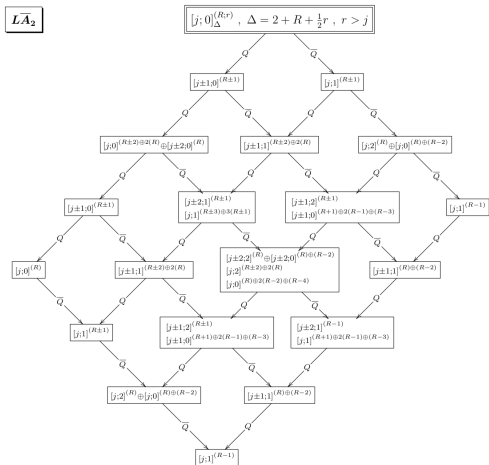 LA̅₂
[j;0]_Δ^{(R;r)} , Δ = 2 + R + ½r , r > j
Q Q̅
[j±1;0]^{(R±1)} [j;1]^{(R±1)}
Q Q̅ Q Q̅
[j;0]^{(R±2)⊕2(R)}⊕[j±2;0]^{(R)} [j±1;1]^{(R±2)⊕2(R)} [j;2]^{(R)}⊕[j;0]^{(R)⊕(R−2)}
Q Q̅ Q Q̅ Q Q̅
[j±1;0]^{(R±1)} [j±2;1]^{(R±1)} [j±1;2]^{(R±1)} [j;1]^{(R−1)}
[j;1]^{(R±3)⊕3(R±1)} [j±1;0]^{(R+1)⊕2(R−1)⊕(R−3)}
Q Q̅ Q Q̅ Q Q̅ Q
[j;0]^{(R)} [j±1;1]^{(R±2)⊕2(R)} [j±2;2]^{(R)}⊕[j±2;0]^{(R)⊕(R−2)} [j±1;1]^{(R)⊕(R−2)}
[j;2]^{(R±2)⊕2(R)}
[j;0]^{(R)⊕2(R−2)⊕(R−4)}
Q̅ Q Q̅ Q Q̅ Q
[j;1]^{(R±1)} [j±1;2]^{(R±1)} [j±2;1]^{(R−1)}
[j±1;0]^{(R+1)⊕2(R−1)⊕(R−3)} [j;1]^{(R+1)⊕2(R−1)⊕(R−3)}
Q̅ Q Q̅ Q
[j;2]^{(R)}⊕[j;0]^{(R)⊕(R−2)} [j±1;1]^{(R)⊕(R−2)}
Q̅ Q
[j;1]^{(R−1)}